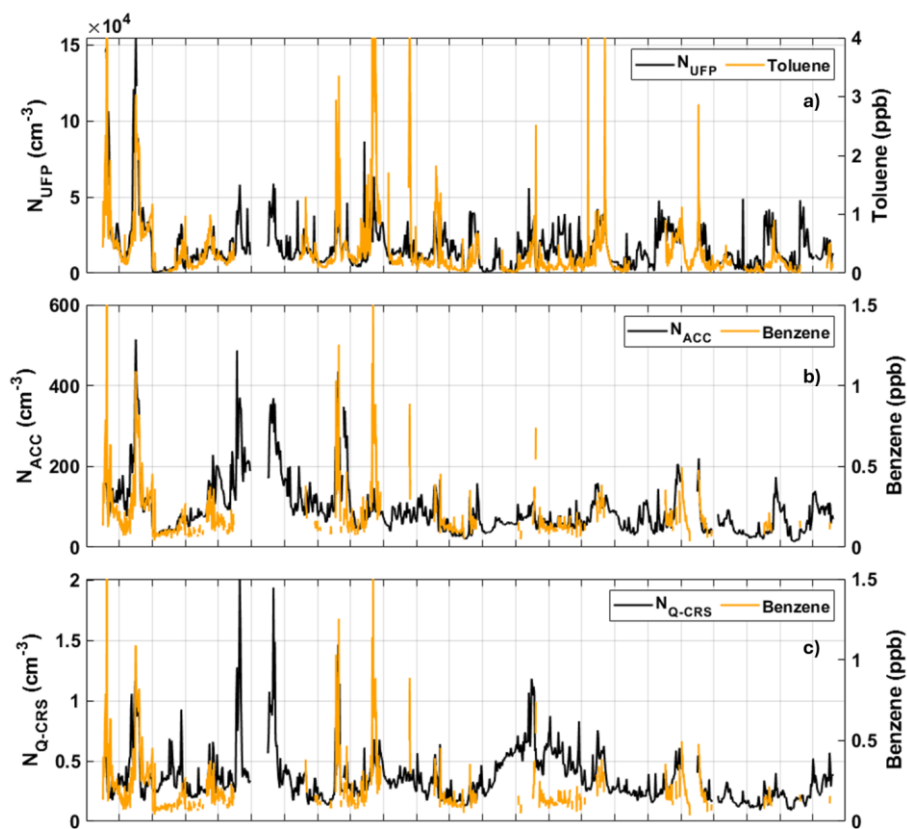 ×10⁴
15
10
5
0
N_UFP (cm⁻³)
N_UFP Toluene
a)
4
3
2
1
0
Toluene (ppb)
600
400
200
0
N_ACC (cm⁻³)
N_ACC Benzene
b)
1.5
1
0.5
0
Benzene (ppb)
2
1.5
1
0.5
0
N_Q-CRS (cm⁻³)
N_Q-CRS Benzene
c)
1.5
1
0.5
0
Benzene (ppb)